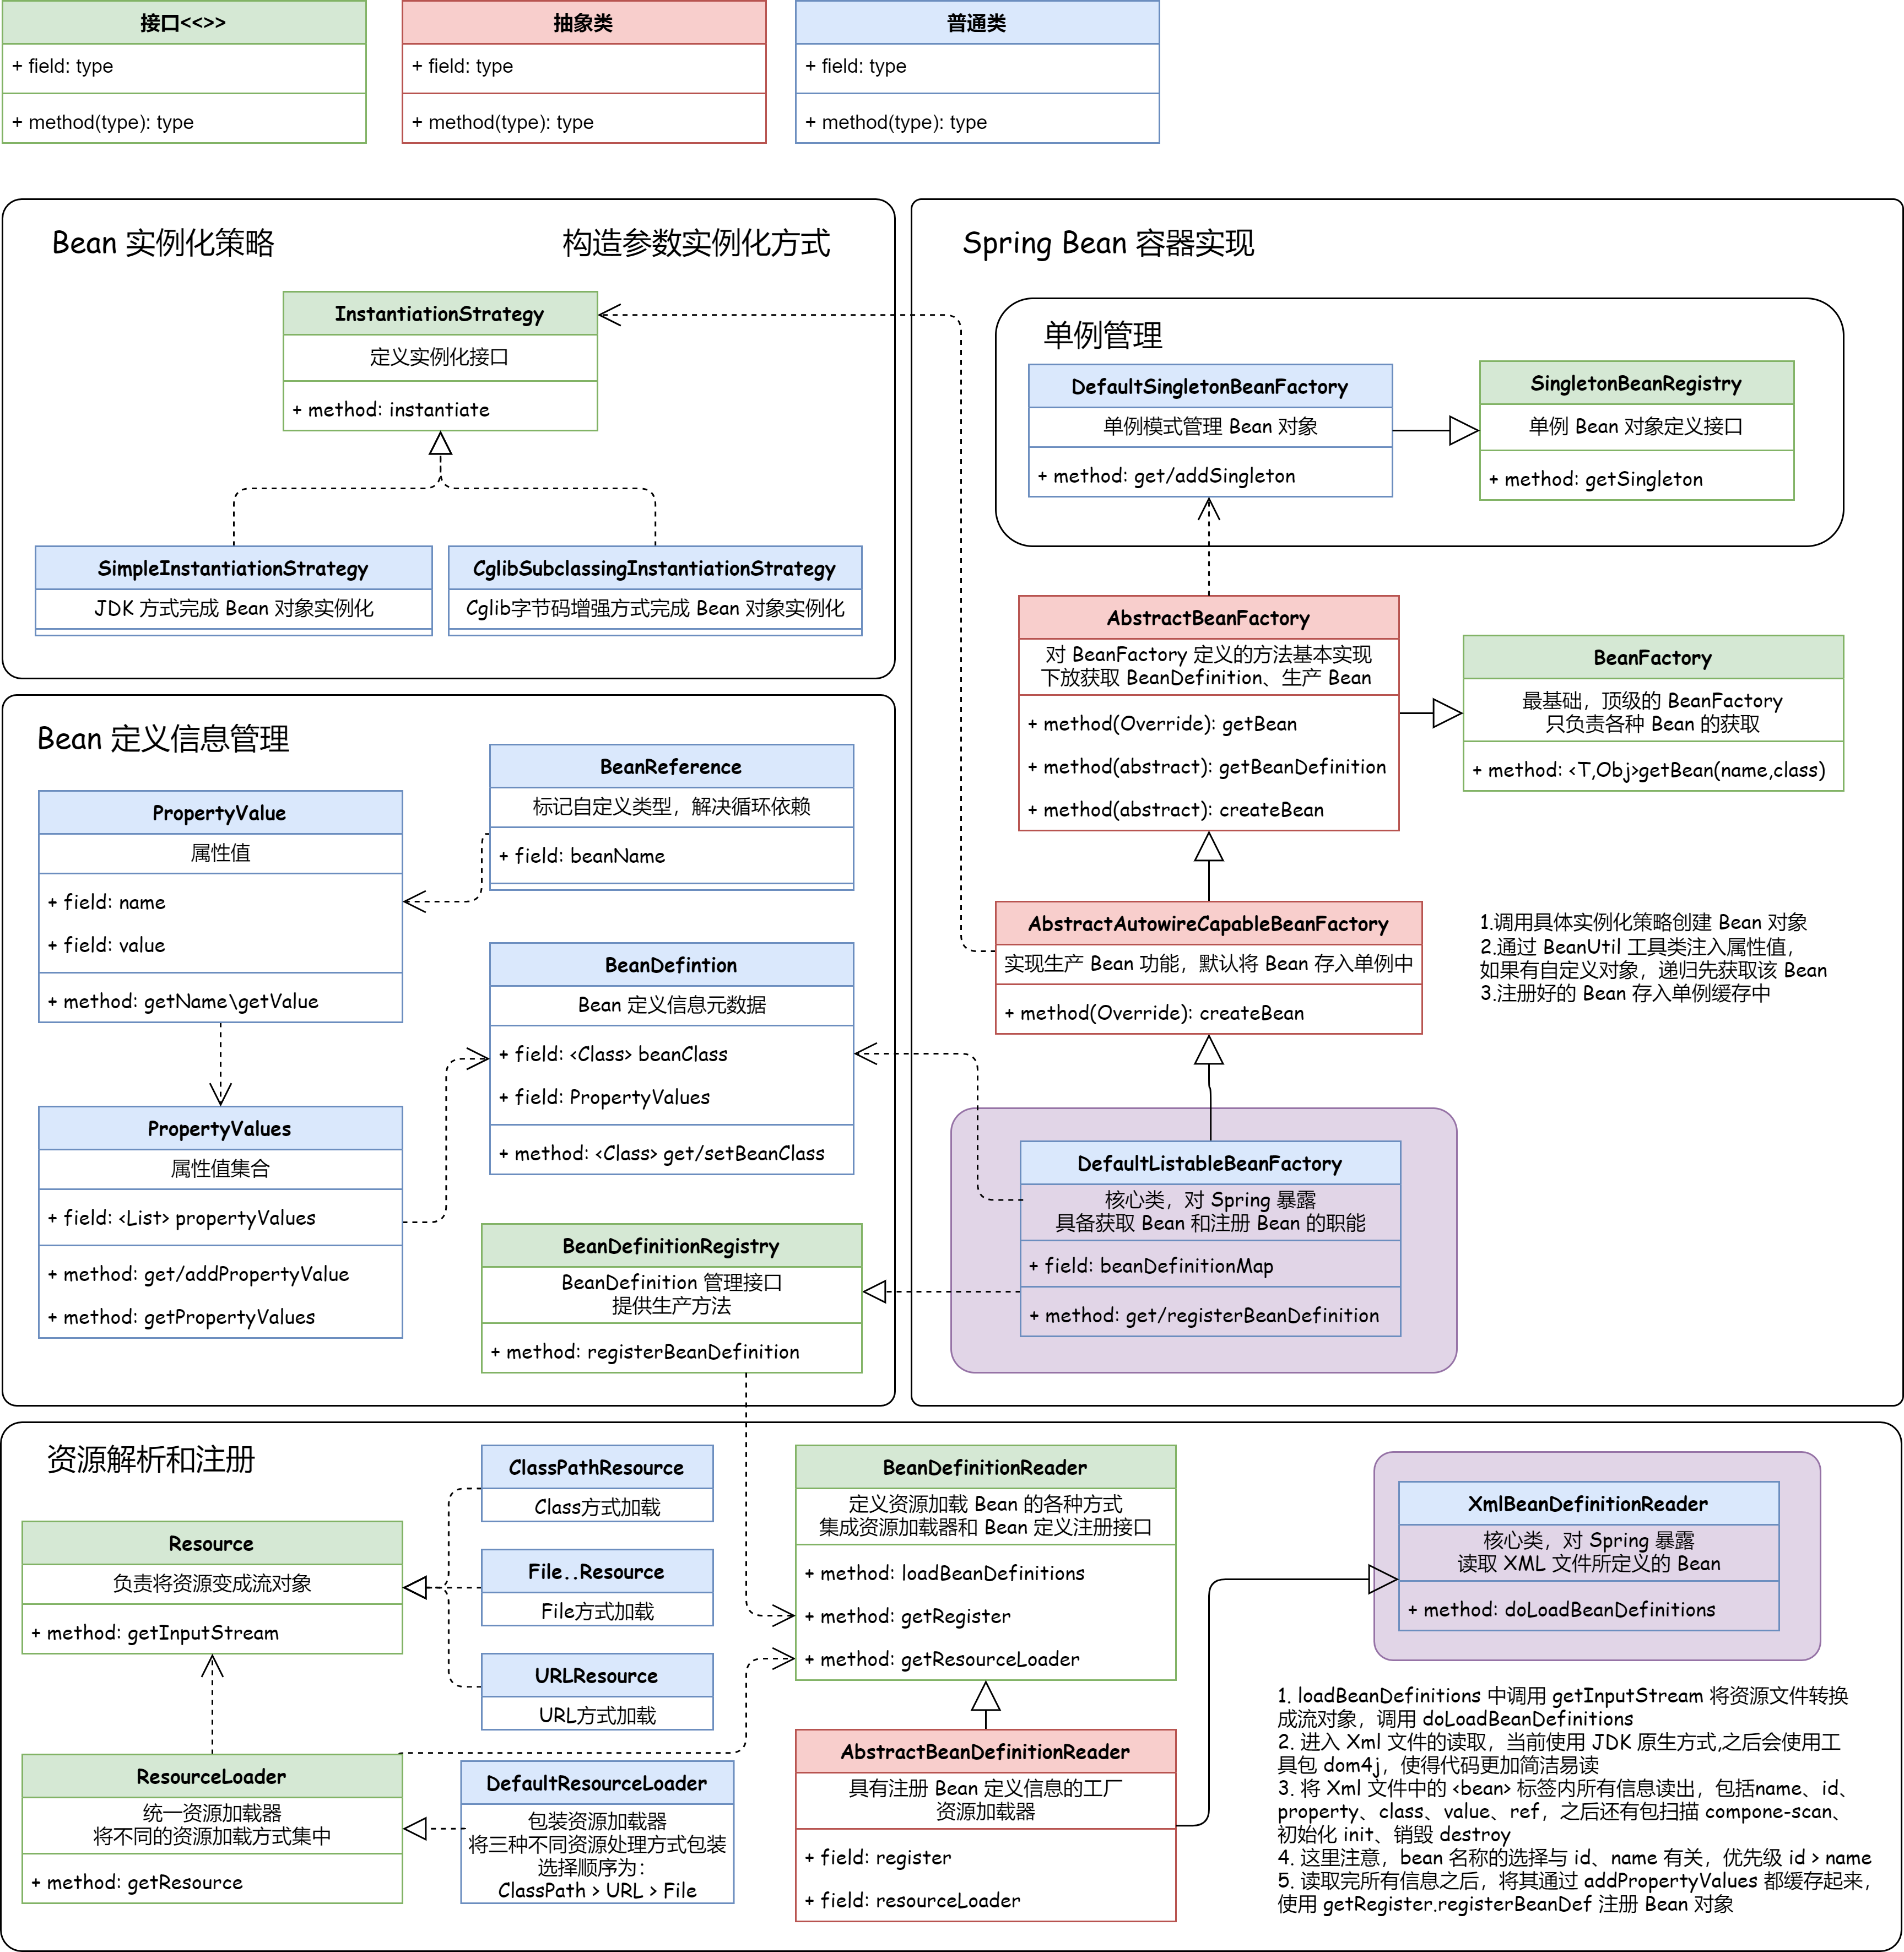 接口<<>>
+ field: type
+ method(type): type
抽象类
+ field: type
+ method(type): type
普通类
+ field: type
+ method(type): type
Bean 实例化策略
构造参数实例化方式
InstantiationStrategy
定义实例化接口
+ method: instantiate
SimpleInstantiationStrategy
JDK 方式完成 Bean 对象实例化
CglibSubclassingInstantiationStrategy
Cglib字节码增强方式完成 Bean 对象实例化
Spring Bean 容器实现
单例管理
DefaultSingletonBeanFactory
单例模式管理 Bean 对象
+ method: get/addSingleton
SingletonBeanRegistry
单例 Bean 对象定义接口
+ method: getSingleton
AbstractBeanFactory
对 BeanFactory 定义的方法基本实现
下放获取 BeanDefinition、生产 Bean
+ method(Override): getBean
+ method(abstract): getBeanDefinition
+ method(abstract): createBean
BeanFactory
最基础，顶级的 BeanFactory
只负责各种 Bean 的获取
+ method: <T,Obj>getBean(name,class)
AbstractAutowireCapableBeanFactory
实现生产 Bean 功能，默认将 Bean 存入单例中
+ method(Override): createBean
1.调用具体实例化策略创建 Bean 对象
2.通过 BeanUtil 工具类注入属性值，
如果有自定义对象，递归先获取该 Bean
3.注册好的 Bean 存入单例缓存中
DefaultListableBeanFactory
核心类，对 Spring 暴露
具备获取 Bean 和注册 Bean 的职能
+ field: beanDefinitionMap
+ method: get/registerBeanDefinition
Bean 定义信息管理
PropertyValue
属性值
+ field: name
+ field: value
+ method: getName\getValue
BeanReference
标记自定义类型，解决循环依赖
+ field: beanName
BeanDefintion
Bean 定义信息元数据
+ field: <Class> beanClass
+ field: PropertyValues
+ method: <Class> get/setBeanClass
PropertyValues
属性值集合
+ field: <List> propertyValues
+ method: get/addPropertyValue
+ method: getPropertyValues
BeanDefinitionRegistry
BeanDefinition 管理接口
提供生产方法
+ method: registerBeanDefinition
资源解析和注册
Resource
负责将资源变成流对象
+ method: getInputStream
ClassPathResource
Class方式加载
File..Resource
File方式加载
URLResource
URL方式加载
ResourceLoader
统一资源加载器
将不同的资源加载方式集中
+ method: getResource
DefaultResourceLoader
包装资源加载器
将三种不同资源处理方式包装
选择顺序为：
ClassPath > URL > File
BeanDefinitionReader
定义资源加载 Bean 的各种方式
集成资源加载器和 Bean 定义注册接口
+ method: loadBeanDefinitions
+ method: getRegister
+ method: getResourceLoader
AbstractBeanDefinitionReader
具有注册 Bean 定义信息的工厂
资源加载器
+ field: register
+ field: resourceLoader
XmlBeanDefinitionReader
核心类，对 Spring 暴露
读取 XML 文件所定义的 Bean
+ method: doLoadBeanDefinitions
1. loadBeanDefinitions 中调用 getInputStream 将资源文件转换
成流对象，调用 doLoadBeanDefinitions
2. 进入 Xml 文件的读取，当前使用 JDK 原生方式,之后会使用工
具包 dom4j，使得代码更加简洁易读
3. 将 Xml 文件中的 <bean> 标签内所有信息读出，包括name、id、
property、class、value、ref，之后还有包扫描 compone-scan、
初始化 init、销毁 destroy
4. 这里注意，bean 名称的选择与 id、name 有关，优先级 id > name
5. 读取完所有信息之后，将其通过 addPropertyValues 都缓存起来，
使用 getRegister.registerBeanDef 注册 Bean 对象